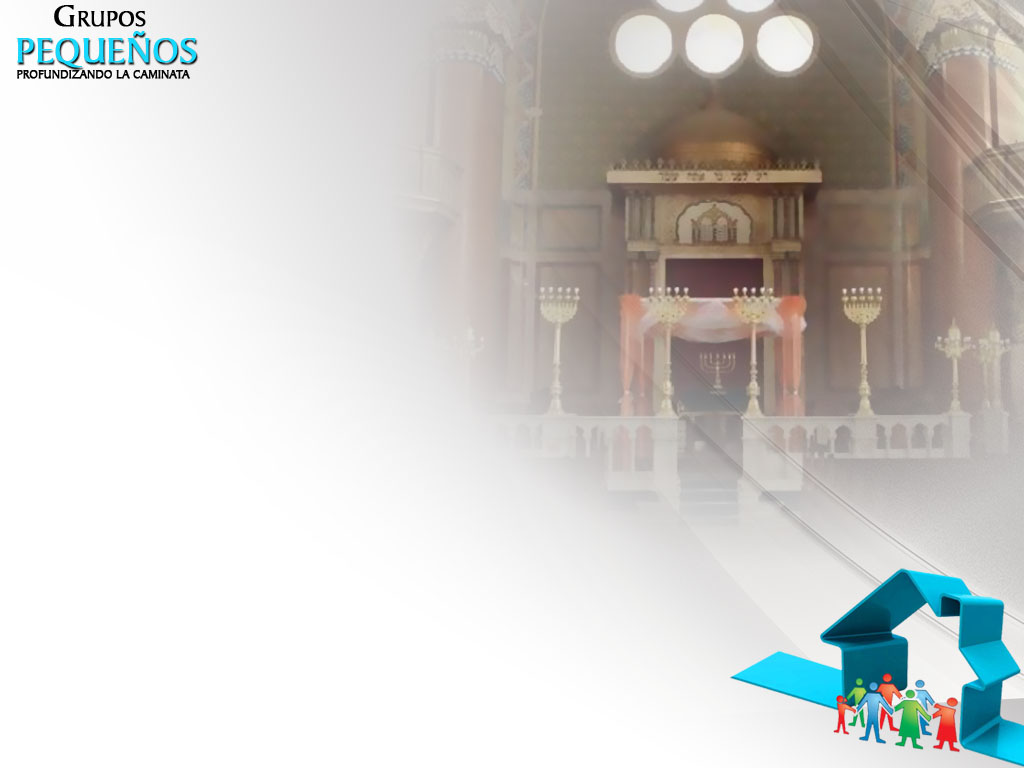 GRUPOS
PEQUEÑOS
PROFUNDIZANDO LA CAMINATA